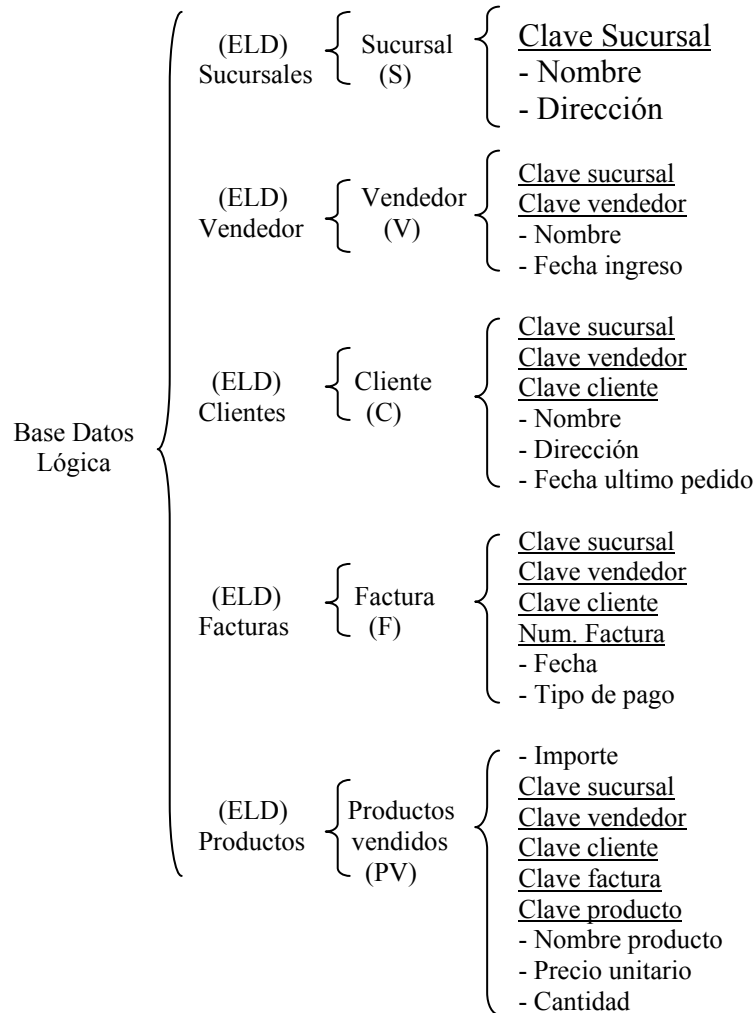 Base Datos
Lógica
(ELD)
Sucursales
Sucursal
(S)
Clave Sucursal
- Nombre
- Dirección
(ELD)
Vendedor
Vendedor
(V)
Clave sucursal
Clave vendedor
- Nombre
- Fecha ingreso
(ELD)
Clientes
Cliente
(C)
Clave sucursal
Clave vendedor
Clave cliente
- Nombre
- Dirección
- Fecha ultimo pedido
(ELD)
Facturas
Factura
(F)
Clave sucursal
Clave vendedor
Clave cliente
Num. Factura
- Fecha
- Tipo de pago
(ELD)
Productos
Productos
vendidos
(PV)
- Importe
Clave sucursal
Clave vendedor
Clave cliente
Clave factura
Clave producto
- Nombre producto
- Precio unitario
- Cantidad